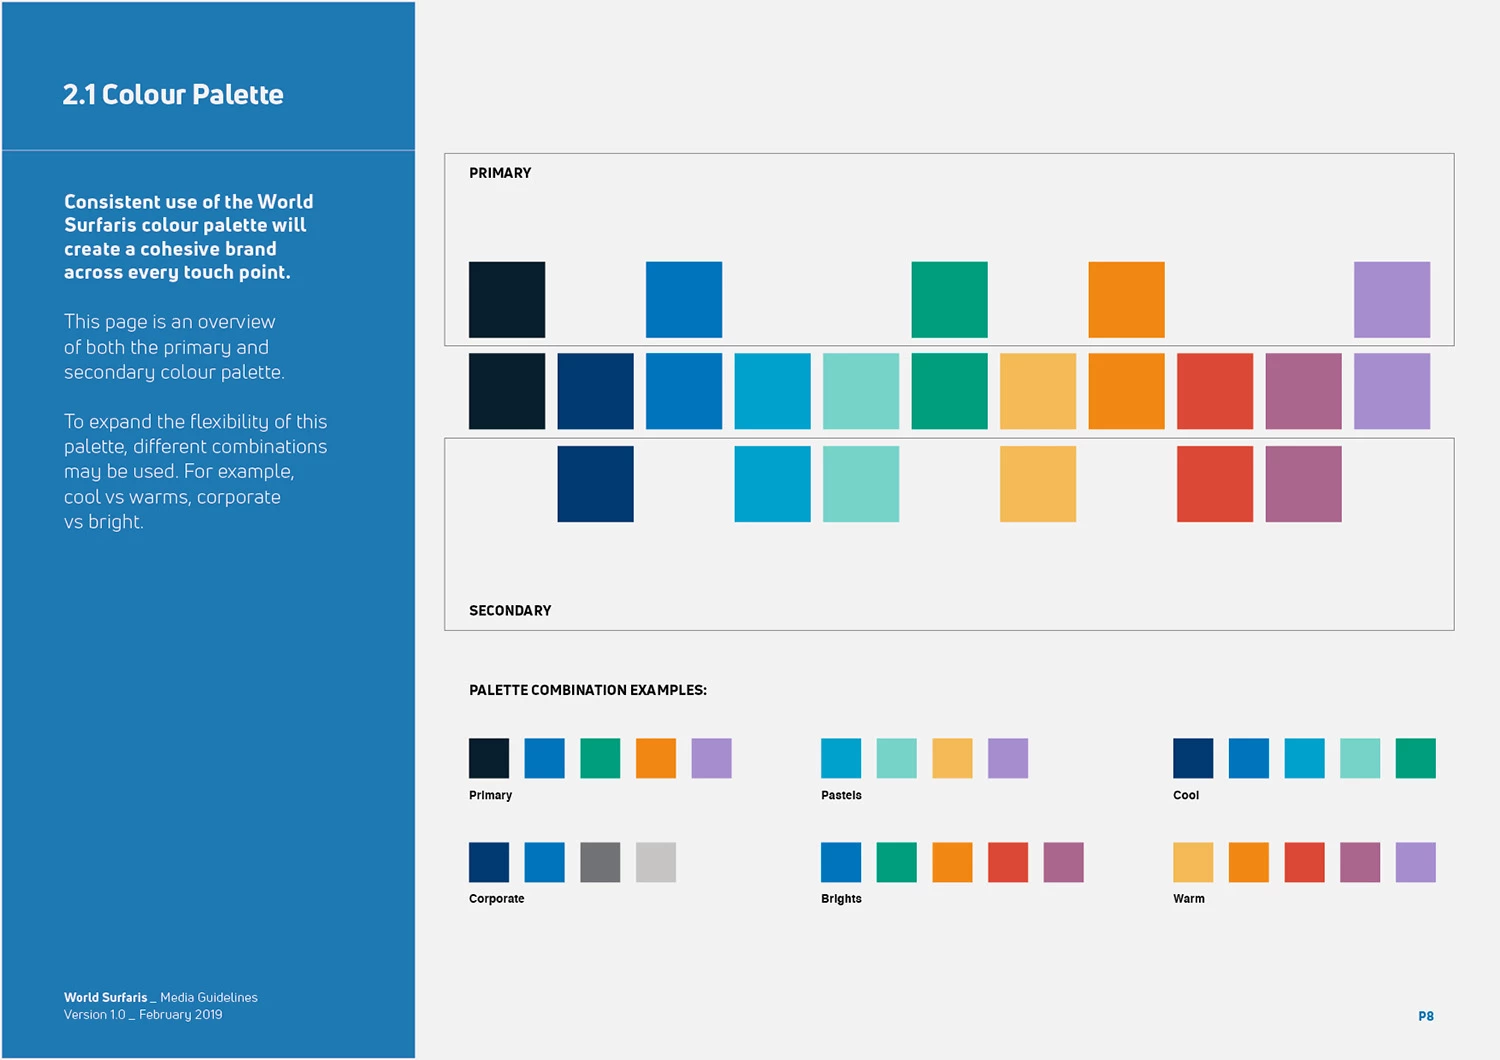 2.1 Colour Palette
Consistent use of the World
Surfaris colour palette will
create a cohesive brand
across every touch point.
This page is an overview
of both the primary and
secondary colour palette.
To expand the flexibility of this
palette, different combinations
may be used. For example,
cool vs warms, corporate
vs bright.
World Surfaris _ Media Guidelines
Version 1.0 _ February 2019
PRIMARY
SECONDARY
PALETTE COMBINATION EXAMPLES:
Primary
Pastels
Cool
Corporate
Brights
Warm
P8